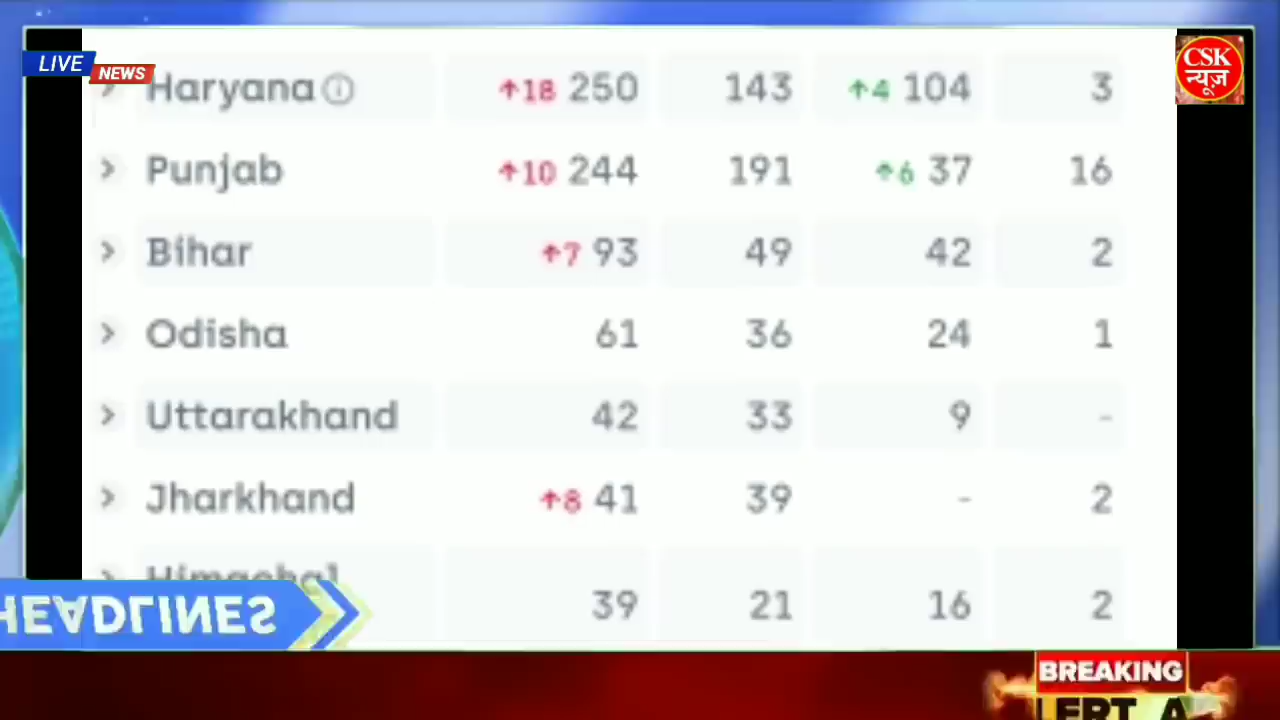 LIVE
NEWS
CSK
न्यूज़
Haryana ↑18 250 143 ↑4 104 3
Punjab ↑10 244 191 ↑6 37 16
Bihar ↑7 93 49 42 2
Odisha 61 36 24 1
Uttarakhand 42 33 9 -
Jharkhand ↑8 41 39 - 2
Himachal 39 21 16 2
HEADLINES
BREAKING